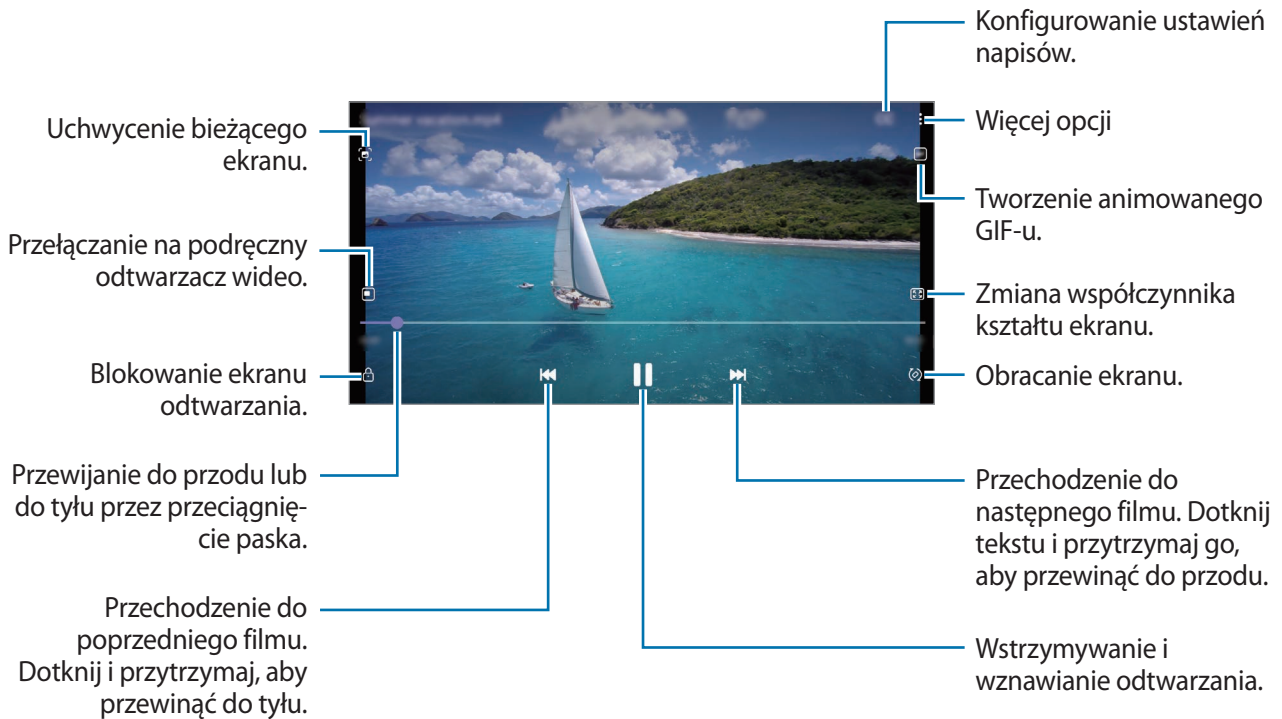 Konfigurowanie ustawień
napisów.
Uchwycenie bieżącego
ekranu.
Więcej opcji
Tworzenie animowanego
GIF-u.
Przełączanie na podręczny
odtwarzacz wideo.
Zmiana współczynnika
kształtu ekranu.
Blokowanie ekranu
odtwarzania.
Obracanie ekranu.
Przewijanie do przodu lub
do tyłu przez przeciągnię-
cie paska.
Przechodzenie do
następnego filmu. Dotknij
tekstu i przytrzymaj go,
aby przewinąć do przodu.
Przechodzenie do
poprzedniego filmu.
Dotknij i przytrzymaj, aby
przewinąć do tyłu.
Wstrzymywanie i
wznawianie odtwarzania.